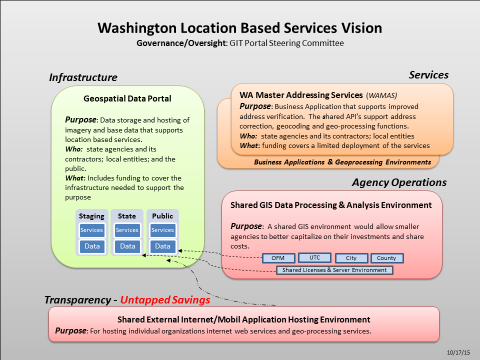 Washington Location Based Services Vision
Governance/Oversight: GIT Portal Steering Committee
Infrastructure
Geospatial Data Portal
Purpose: Data storage and hosting of
imagery and base data that supports
location based services.
Who: state agencies and its
contractors; local entities; and the
public.
What: Includes funding to cover the
infrastructure needed to support the
purpose
Staging State Public
Services Services Services
Data Data Data
Services
WA Master Addressing Services (WAMAS)
Purpose: Business Application that supports improved
address verification. The shared API's support address
correction, geocoding and geo-processing functions.
Who: state agencies and its contractors; local entities
What: funding covers a limited deployment of the services
Business Applications & Geoprocessing Environments
Agency Operations
Shared GIS Data Processing & Analysis Environment
Purpose: A shared GIS environment would allow smaller
agencies to better capitalize on their investments and share
costs.
OFM UTC City County
Shared Licenses & Server Environment
Transparency - Untapped Savings
Shared External Internet/Mobil Application Hosting Environment
Purpose: For hosting individual organizations internet web services and geo-processing services.
10/17/15